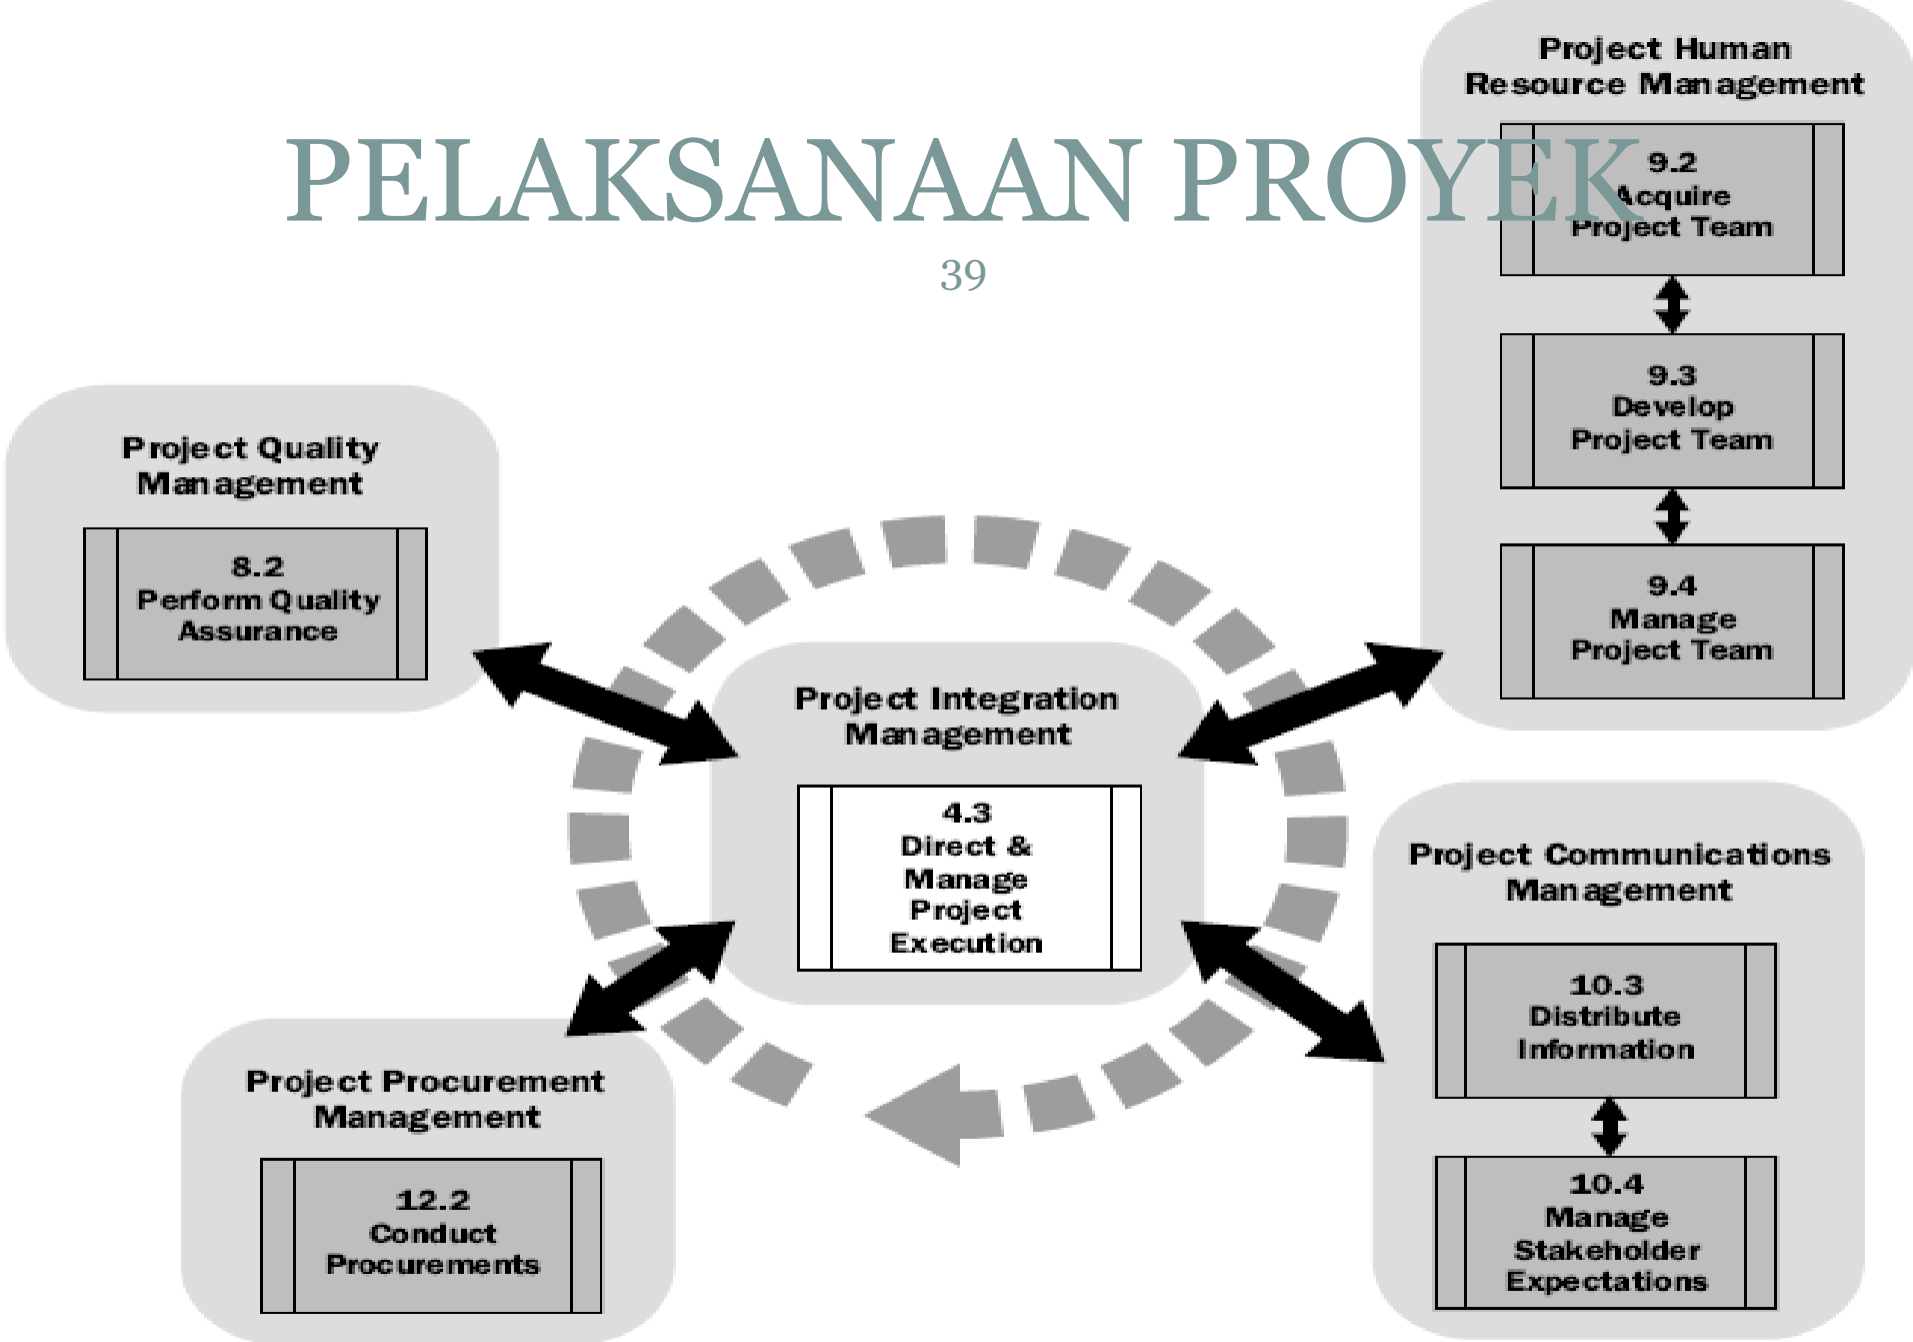 PELAKSANAAN PROYEK
39
Project Human
Resource Management
9.2
Acquire
Project Team
9.3
Develop
Project Team
9.4
Manage
Project Team
Project Quality
Management
8.2
Perform Quality
Assurance
Project Integration
Management
4.3
Direct &
Manage
Project
Execution
Project Communications
Management
10.3
Distribute
Information
10.4
Manage
Stakeholder
Expectations
Project Procurement
Management
12.2
Conduct
Procurements